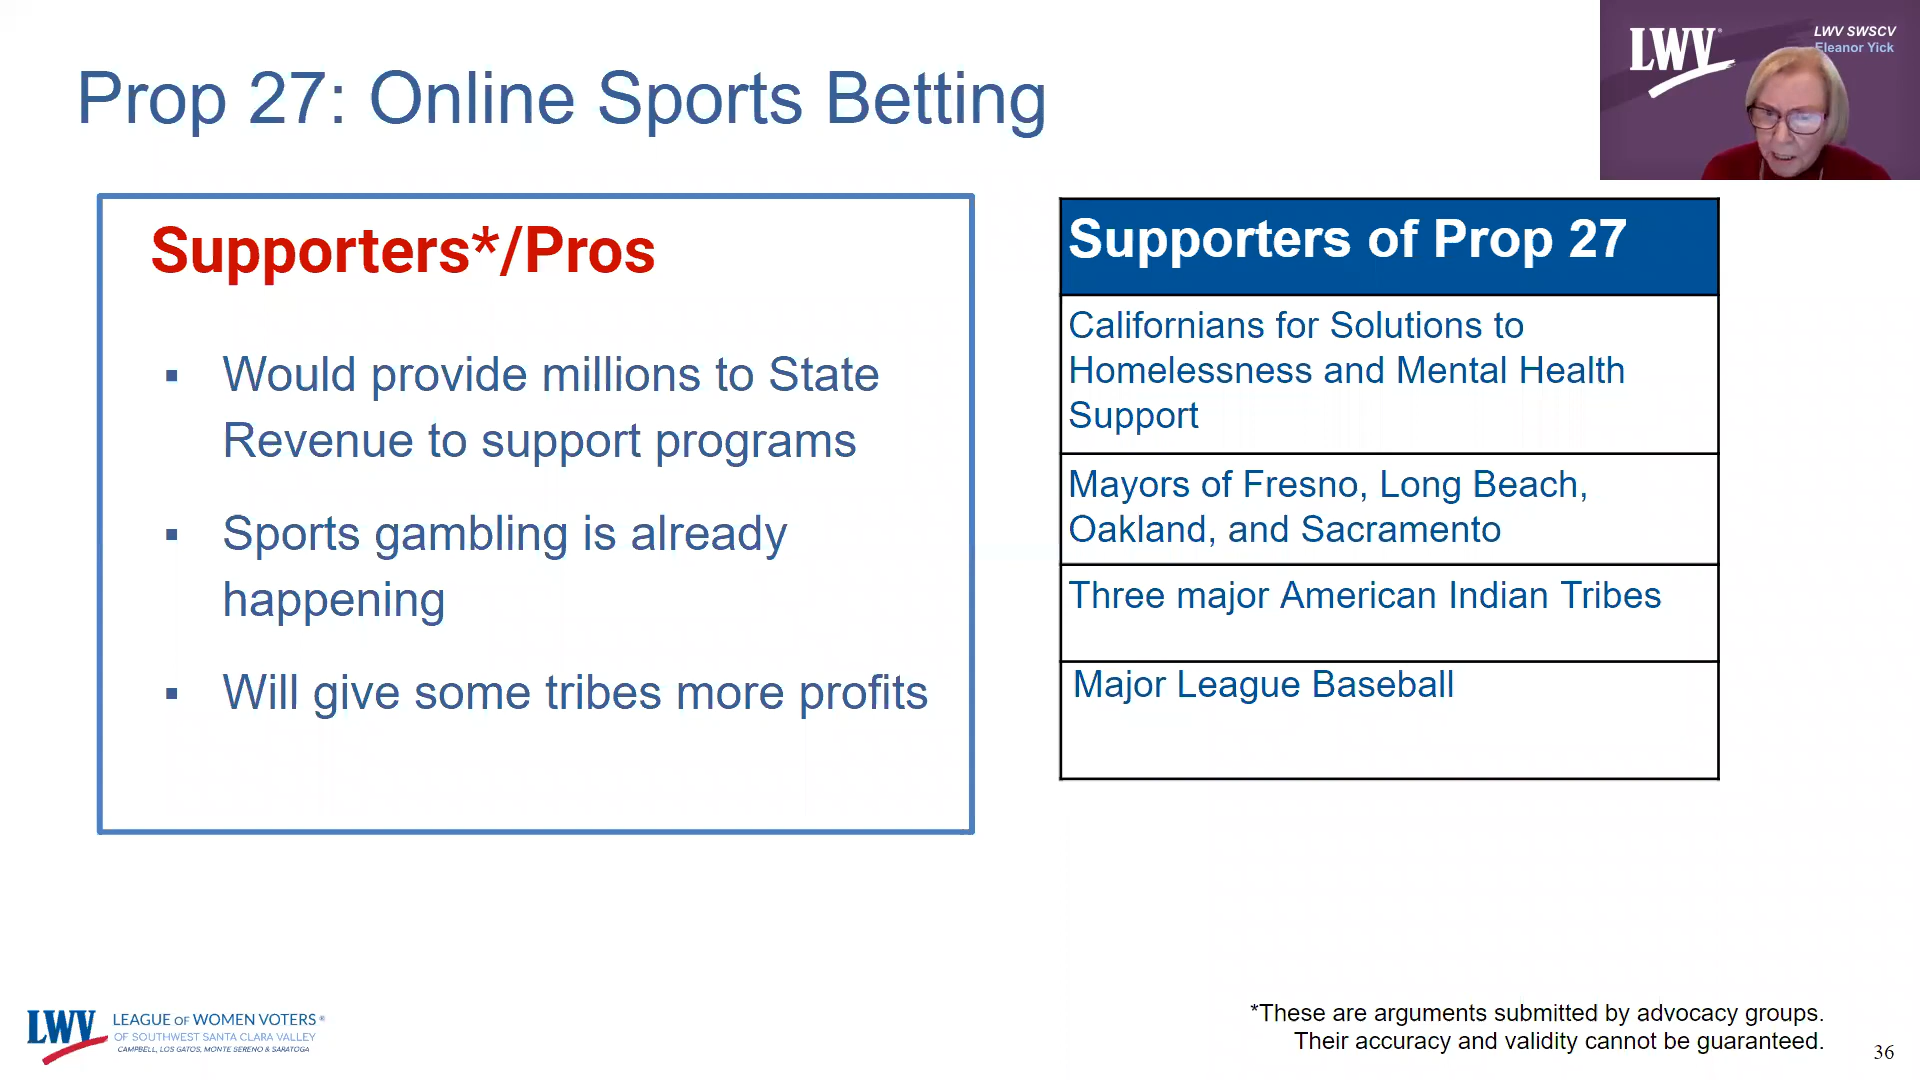 Prop 27: Online Sports Betting
LWV
LWV SWSCV
Eleanor Yick
Supporters*/Pros
▪ Would provide millions to State
Revenue to support programs
▪ Sports gambling is already
happening
▪ Will give some tribes more profits
Supporters of Prop 27
Californians for Solutions to
Homelessness and Mental Health
Support
Mayors of Fresno, Long Beach,
Oakland, and Sacramento
Three major American Indian Tribes
Major League Baseball
LWV
LEAGUE OF WOMEN VOTERS®
OF SOUTHWEST SANTA CLARA VALLEY
CAMPBELL, LOS GATOS, MONTE SERENO & SARATOGA
*These are arguments submitted by advocacy groups.
Their accuracy and validity cannot be guaranteed.
36